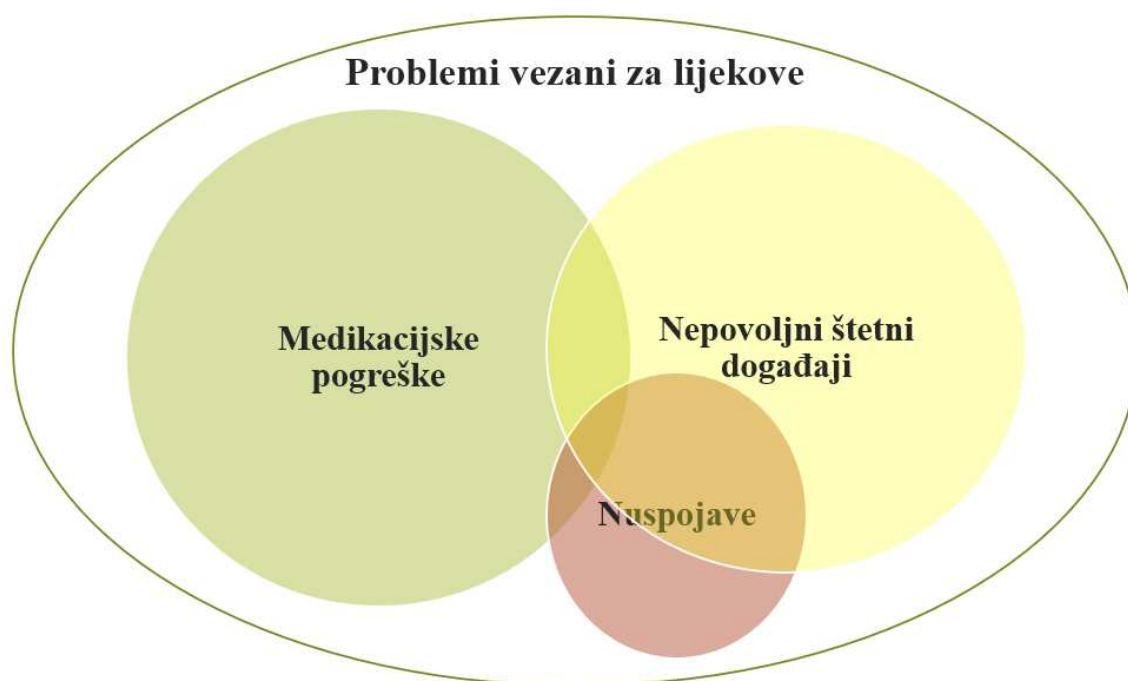 Problemi vezani za lijekove
Medikacijske
pogreške
Nepovoljni štetni
događaji
Nuspojave